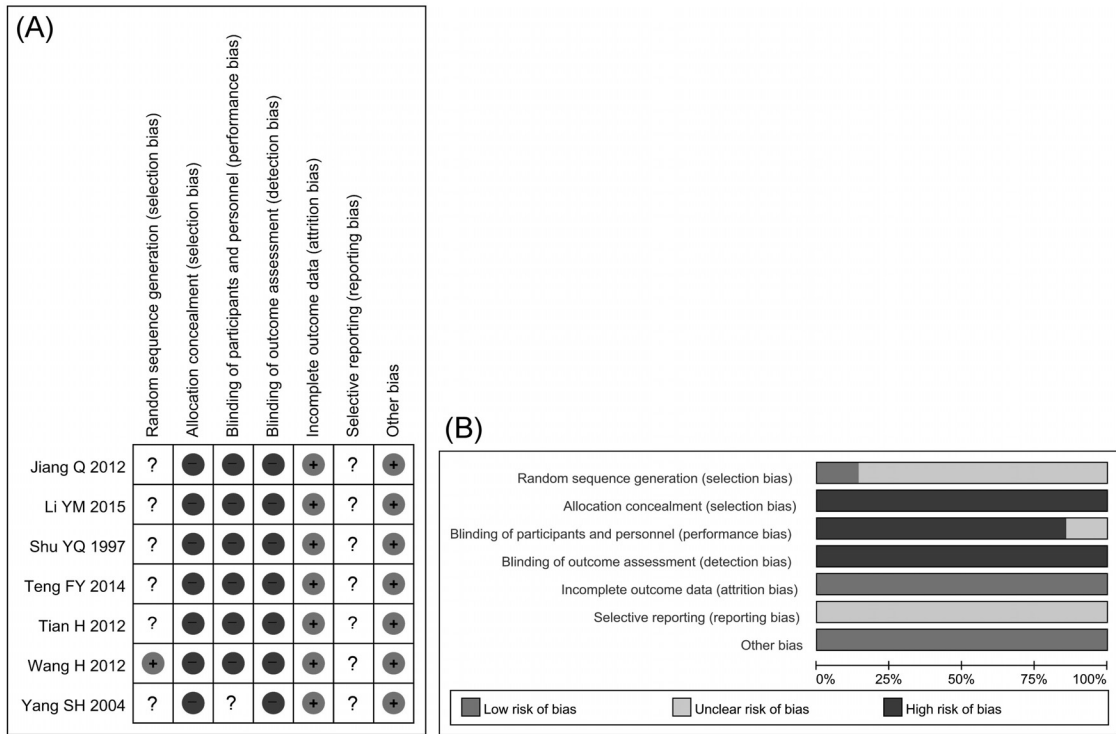 (A)
Random sequence generation (selection bias)
Allocation concealment (selection bias)
Blinding of participants and personnel (performance bias)
Blinding of outcome assessment (detection bias)
Incomplete outcome data (attrition bias)
Selective reporting (reporting bias)
Other bias
Jiang Q 2012 ? − − − + ? +
Li YM 2015 ? − − − + ? +
Shu YQ 1997 ? − − − + ? +
Teng FY 2014 ? − − − + ? +
Tian H 2012 ? − − − + ? +
Wang H 2012 + − − − + ? +
Yang SH 2004 ? − ? − + ? +
(B)
Random sequence generation (selection bias)
Allocation concealment (selection bias)
Blinding of participants and personnel (performance bias)
Blinding of outcome assessment (detection bias)
Incomplete outcome data (attrition bias)
Selective reporting (reporting bias)
Other bias
0% 25% 50% 75% 100%
Low risk of bias Unclear risk of bias High risk of bias